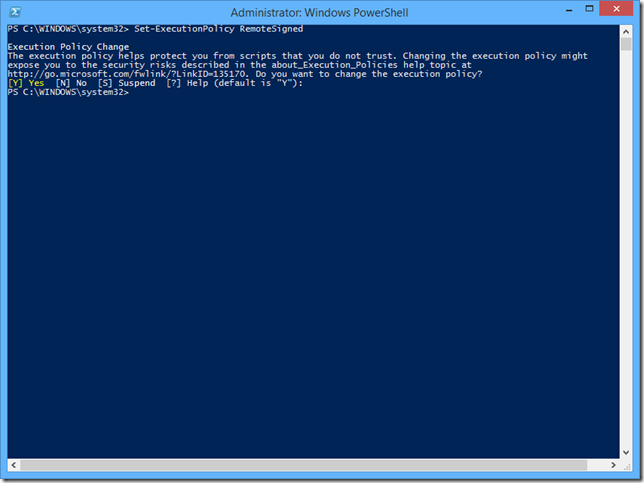 Administrator: Windows PowerShell
PS C:\WINDOWS\system32> Set-ExecutionPolicy RemoteSigned
Execution Policy Change
The execution policy helps protect you from scripts that you do not trust. Changing the execution policy might
expose you to the security risks described in the about_Execution_Policies help topic at
http://go.microsoft.com/fwlink/?LinkID=135170. Do you want to change the execution policy?
[Y] Yes  [N] No  [S] Suspend  [?] Help (default is "Y"):
PS C:\WINDOWS\system32>